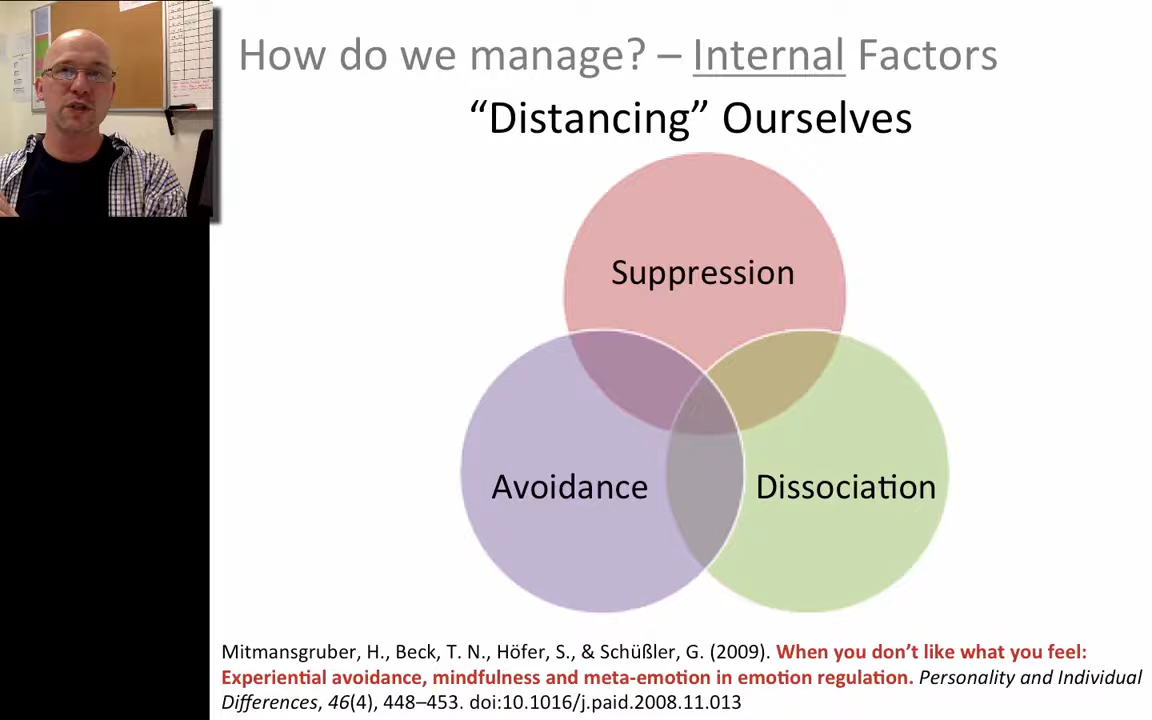 How do we manage? – Internal Factors
“Distancing” Ourselves
Suppression
Avoidance
Dissociation
Mitmansgruber, H., Beck, T. N., Höfer, S., & Schüßler, G. (2009). When you don’t like what you feel:
Experiential avoidance, mindfulness and meta-emotion in emotion regulation. Personality and Individual
Differences, 46(4), 448–453. doi:10.1016/j.paid.2008.11.013